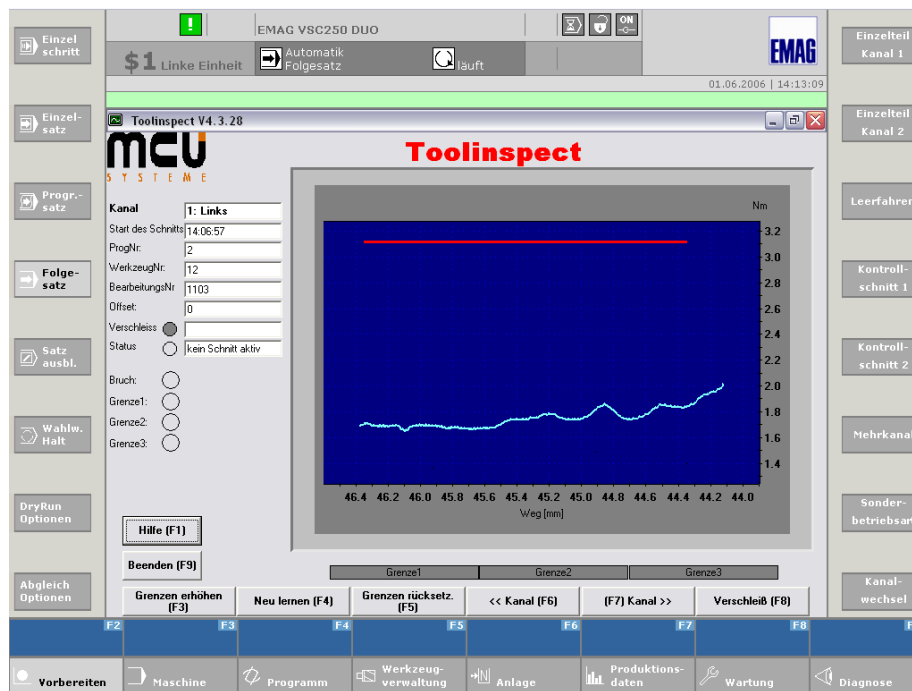 Einzel
schritt
!
EMAG VSC250 DUO
ON
EMAG
Einzelteil
Kanal 1
$1 Linke Einheit
Automatik
Folgesatz
läuft
01.06.2006 | 14:13:09
Einzel-
satz
Toolinspect V4.3.28
Einzelteil
Kanal 2
mcu
SYSTEME
Toolinspect
Progr.-
satz
Leerfahren
Kanal 1: Links
Start des Schnitts 14:06:57
ProgNr: 2
WerkzeugNr: 12
BearbeitungsNr 1103
Offset: 0
Verschleiss
Status kein Schnitt aktiv
Bruch:
Grenze1:
Grenze2:
Grenze3:
Nm
3.2
3.0
2.8
2.6
2.4
2.2
2.0
1.8
1.6
1.4
46.4 46.2 46.0 45.8 45.6 45.4 45.2 45.0 44.8 44.6 44.4 44.2 44.0
Weg [mm]
Folge-
satz
Kontroll-
schnitt 1
Satz
ausbl.
Kontroll-
schnitt 2
Wahlw.
Halt
Mehrkanal
DryRun
Optionen
Sonder-
betriebsart
Hilfe (F1)
Beenden (F9)
Grenze1 Grenze2 Grenze3
Abgleich
Optionen
Kanal-
wechsel
Grenzen erhöhen
(F3)
Neu lernen (F4)
Grenzen rücksetz.
(F5)
<< Kanal (F6)
(F7) Kanal >>
Verschleiß (F8)
F2 F3 F4 F5 F6 F7 F8
Vorbereiten
Maschine
Programm
Werkzeug-
verwaltung
Anlage
Produktions-
daten
Wartung
Diagnose